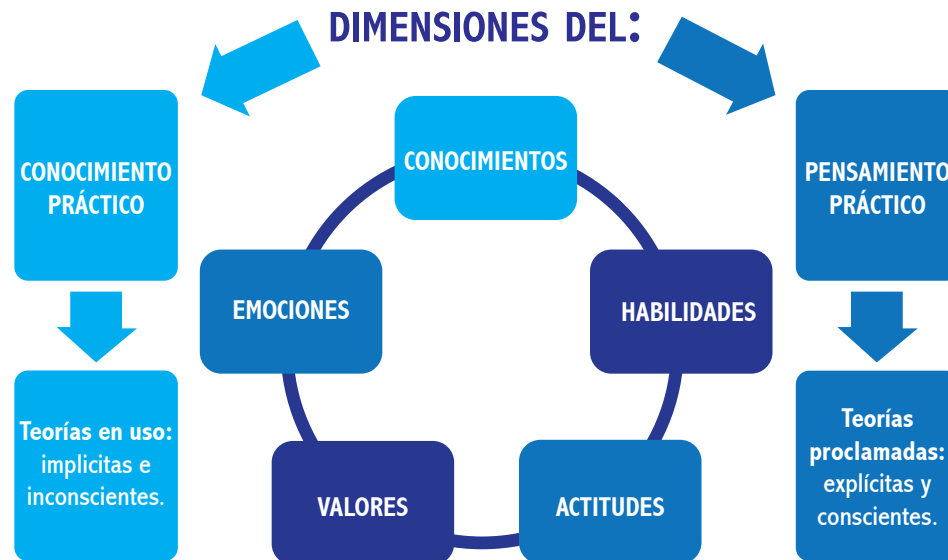 DIMENSIONES DEL:
CONOCIMIENTO
PRÁCTICO
Teorías en uso:
implicitas e
inconscientes.
CONOCIMIENTOS
EMOCIONES
HABILIDADES
VALORES
ACTITUDES
PENSAMIENTO
PRÁCTICO
Teorías
proclamadas:
explícitas y
conscientes.